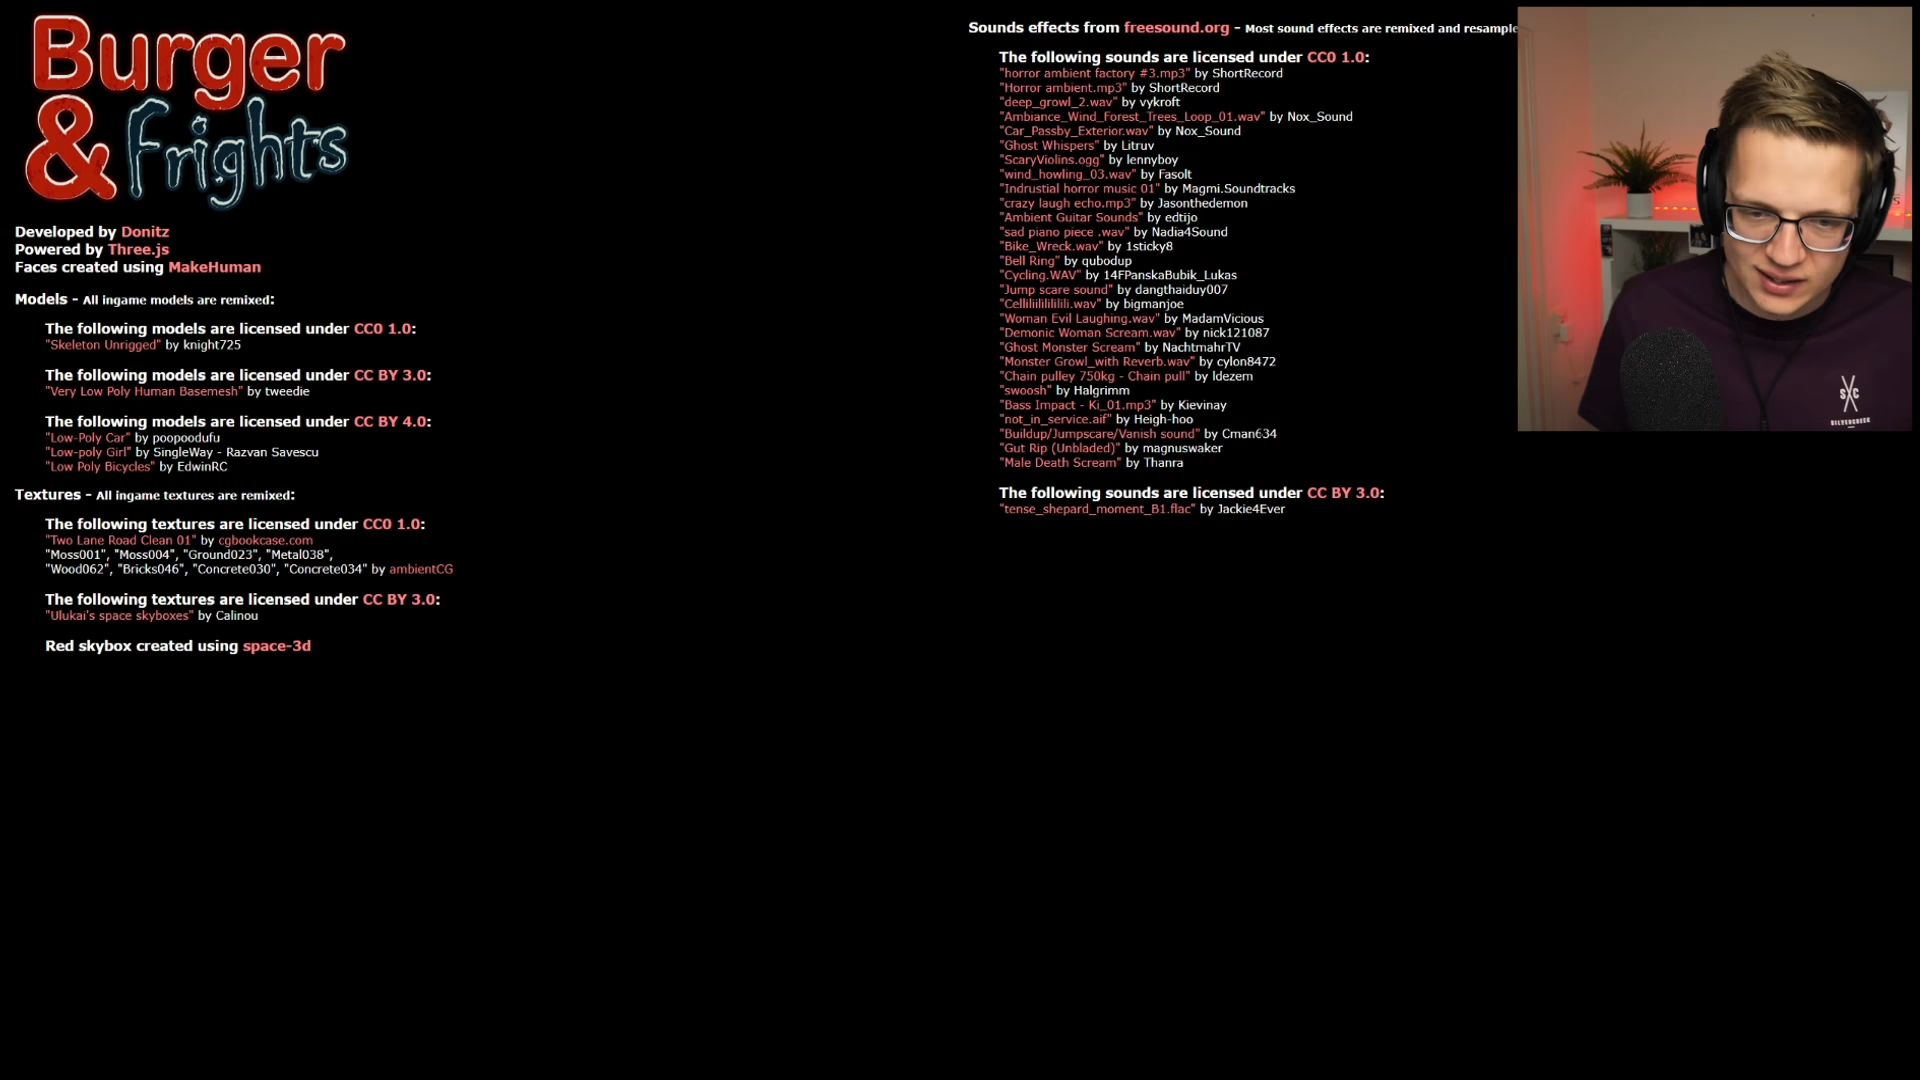 Burger
& Frights
Developed by Donitz
Powered by Three.js
Faces created using MakeHuman
Models - All ingame models are remixed:
The following models are licensed under CC0 1.0:
"Skeleton Unrigged" by knight725
The following models are licensed under CC BY 3.0:
"Very Low Poly Human Basemesh" by tweedie
The following models are licensed under CC BY 4.0:
"Low-Poly Car" by poopoodufu
"Low-poly Girl" by SingleWay - Razvan Savescu
"Low Poly Bicycles" by EdwinRC
Textures - All ingame textures are remixed:
The following textures are licensed under CC0 1.0:
"Two Lane Road Clean 01" by cgbookcase.com
"Moss001", "Moss004", "Ground023", "Metal038",
"Wood062", "Bricks046", "Concrete030", "Concrete034" by ambientCG
The following textures are licensed under CC BY 3.0:
"Ulukai's space skyboxes" by Calinou
Red skybox created using space-3d
Sounds effects from freesound.org - Most sound effects are remixed and resample
The following sounds are licensed under CC0 1.0:
"horror ambient factory #3.mp3" by ShortRecord
"Horror ambient.mp3" by ShortRecord
"deep_growl_2.wav" by vykroft
"Ambiance_Wind_Forest_Trees_Loop_01.wav" by Nox_Sound
"Car_Passby_Exterior.wav" by Nox_Sound
"Ghost Whispers" by Litruv
"ScaryViolins.ogg" by lennyboy
"wind_howling_03.wav" by Fasolt
"Indrustial horror music 01" by Magmi.Soundtracks
"crazy laugh echo.mp3" by Jasonthedemon
"Ambient Guitar Sounds" by edtijo
"sad piano piece .wav" by Nadia4Sound
"Bike_Wreck.wav" by 1sticky8
"Bell Ring" by qubodup
"Cycling.WAV" by 14FPanskaBubik_Lukas
"Jump scare sound" by dangthaiduy007
"Celliliililililili.wav" by bigmanjoe
"Woman Evil Laughing.wav" by MadamVicious
"Demonic Woman Scream.wav" by nick121087
"Ghost Monster Scream" by NachtmahrTV
"Monster Growl_with Reverb.wav" by cylon8472
"Chain pulley 750kg - Chain pull" by ldezem
"swoosh" by Halgrimm
"Bass Impact - Ki_01.mp3" by Kievinay
"not_in_service.aif" by Heigh-hoo
"Buildup/Jumpscare/Vanish sound" by Cman634
"Gut Rip (Unbladed)" by magnuswaker
"Male Death Scream" by Thanra
The following sounds are licensed under CC BY 3.0:
"tense_shepard_moment_B1.flac" by Jackie4Ever
S C
SILVERCREEK